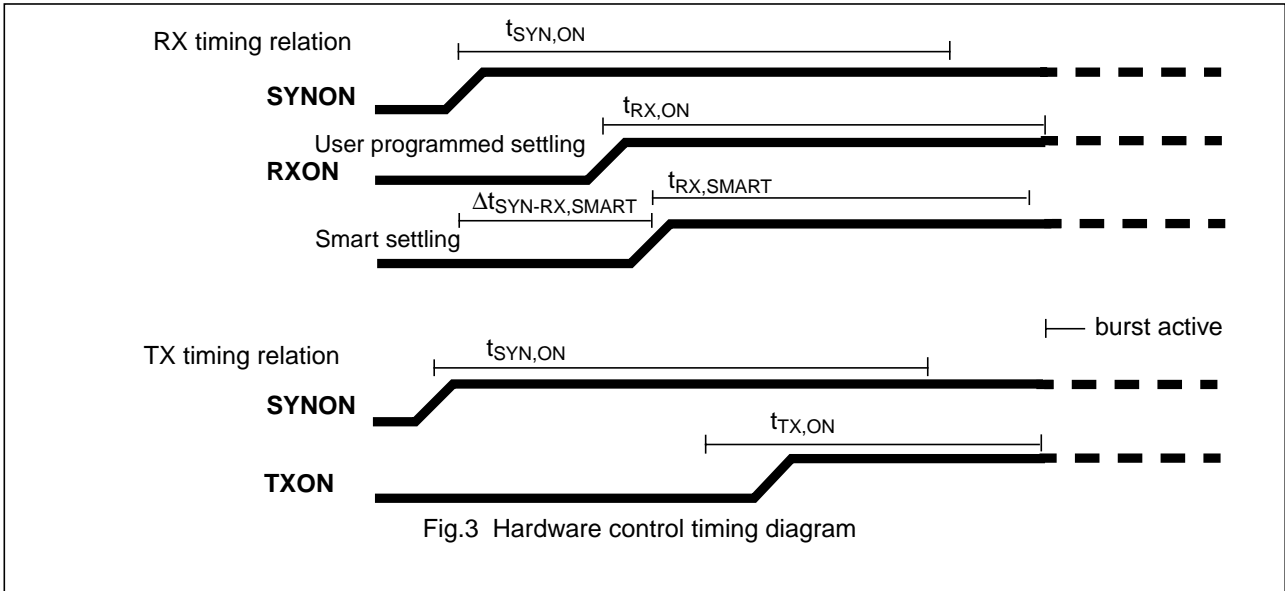 RX timing relation
tSYN,ON
SYNON
tRX,ON
User programmed settling
RXON
tRX,SMART
ΔtSYN-RX,SMART
Smart settling
burst active
TX timing relation
tSYN,ON
SYNON
tTX,ON
TXON
Fig.3 Hardware control timing diagram